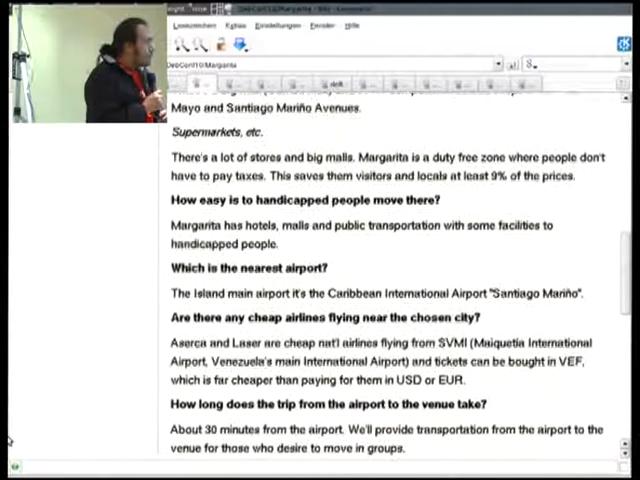 Lesezeichen Extras Einstellungen Fenster Hilfe
DebConf10/Margarita
Mayo and Santiago Mariño Avenues.
Supermarkets, etc.
There's a lot of stores and big malls. Margarita is a duty free zone where people don't
have to pay taxes. This saves them visitors and locals at least 9% of the prices.
How easy is to handicapped people move there?
Margarita has hotels, malls and public transportation with some facilities to
handicapped people.
Which is the nearest airport?
The Island main airport it's the Caribbean International Airport "Santiago Mariño".
Are there any cheap airlines flying near the chosen city?
Aserca and Laser are cheap nat'l airlines flying from SVMI (Maiquetia International
Airport, Venezuela's main International Airport) and tickets can be bought in VEF,
which is far cheaper than paying for them in USD or EUR.
How long does the trip from the airport to the venue take?
About 30 minutes from the airport. We'll provide transportation from the airport to the
venue for those who desire to move in groups.